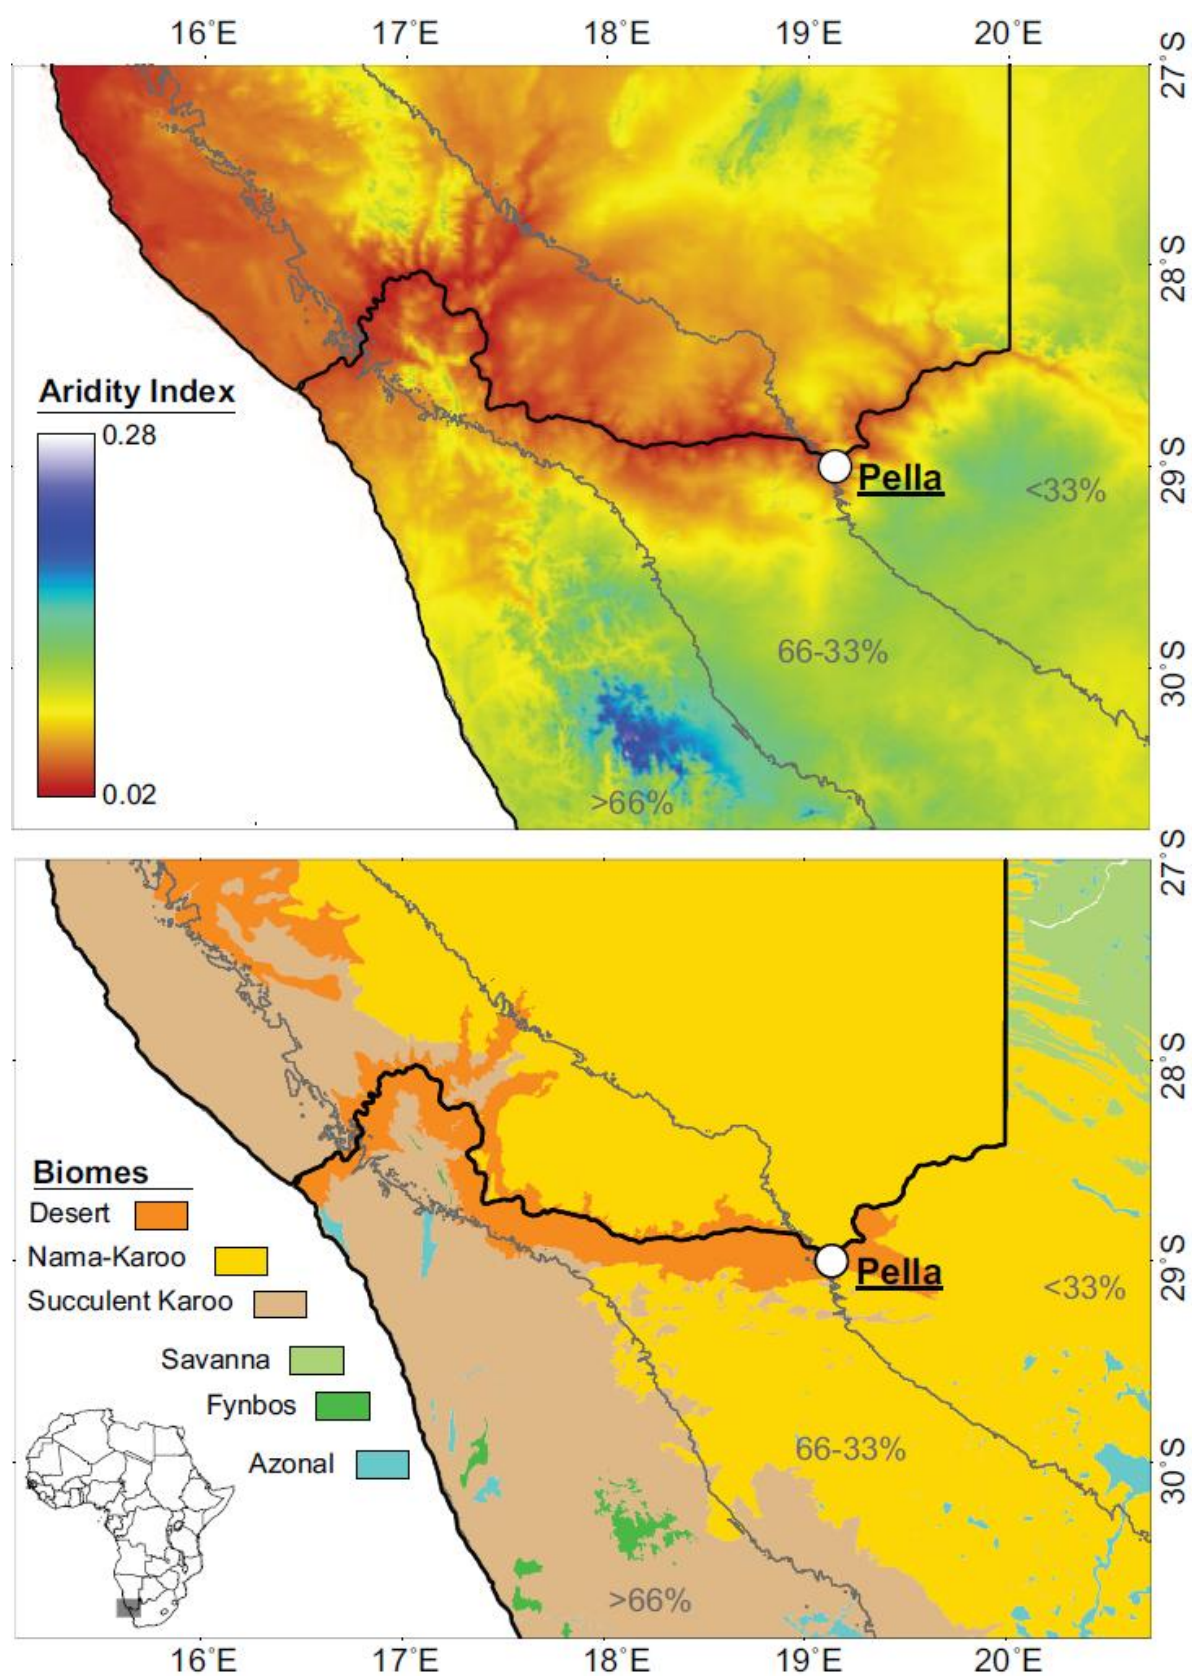 16°E 17°E 18°E 19°E 20°E
27°S
28°S
Aridity Index
0.28
29°S
Pella
<33%
66-33%
30°S
0.02
>66%
27°S
28°S
Biomes
Desert
Nama-Karoo
29°S
Pella
<33%
Succulent Karoo
Savanna
Fynbos
66-33%
Azonal
30°S
>66%
16°E 17°E 18°E 19°E 20°E